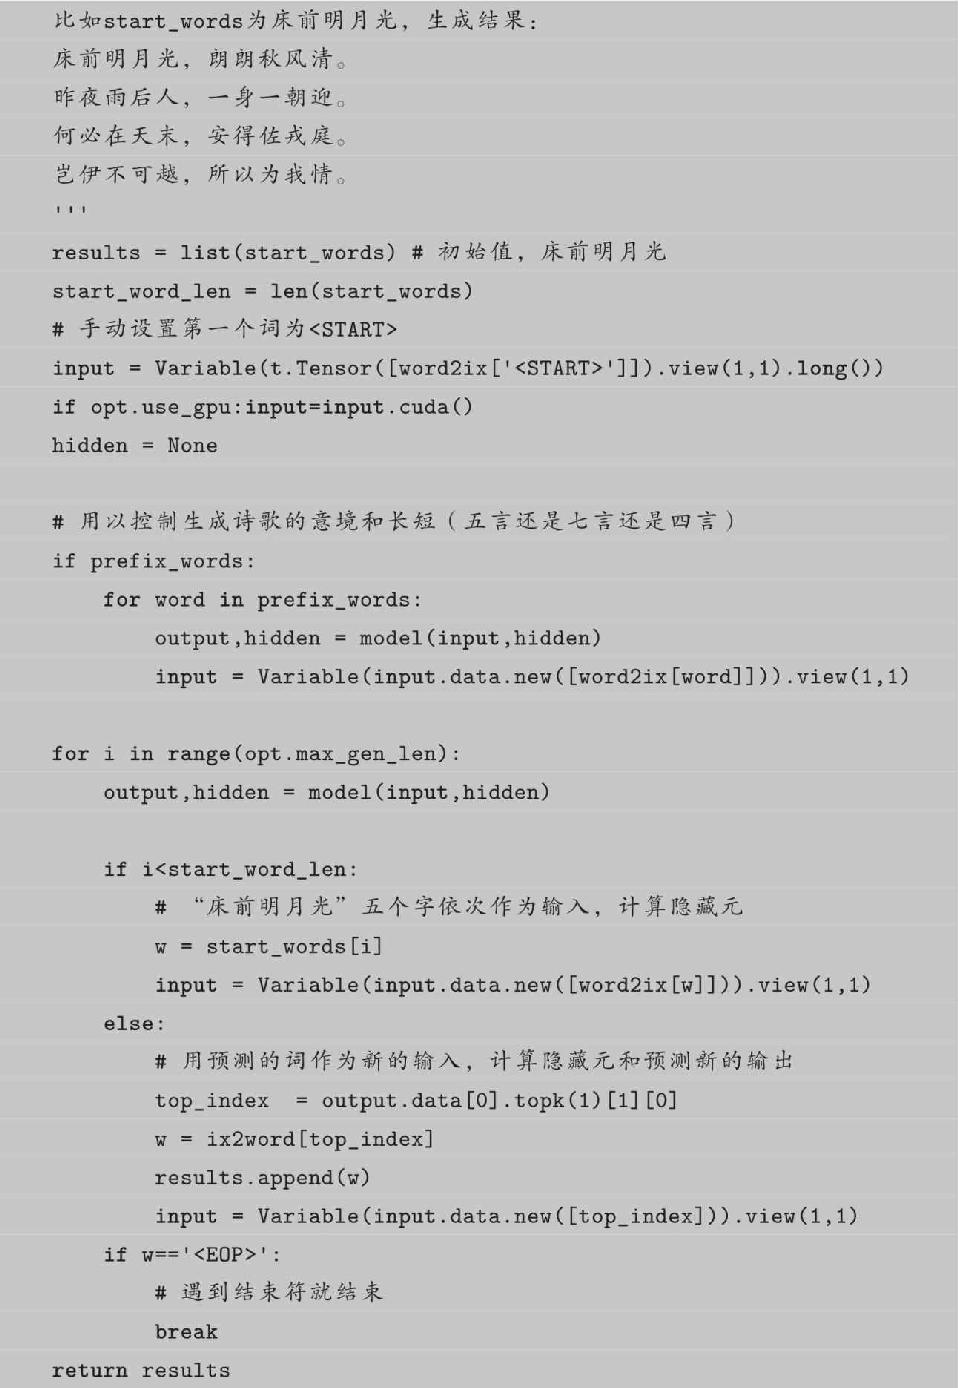 比如start_words为床前明月光，生成结果：
床前明月光，朗朗秋风清。
昨夜雨后人，一身一朝迎。
何必在天末，安得佐戎庭。
岂伊不可越，所以为我情。
'''
results = list(start_words) # 初始值，床前明月光
start_word_len = len(start_words)
# 手动设置第一个词为<START>
input = Variable(t.Tensor([word2ix['<START>']]).view(1,1).long())
if opt.use_gpu:input=input.cuda()
hidden = None
# 用以控制生成诗歌的意境和长短（五言还是七言还是四言）
if prefix_words:
    for word in prefix_words:
        output,hidden = model(input,hidden)
        input = Variable(input.data.new([word2ix[word]])).view(1,1)
for i in range(opt.max_gen_len):
    output,hidden = model(input,hidden)
    if i<start_word_len:
        # “床前明月光”五个字依次作为输入，计算隐藏元
        w = start_words[i]
        input = Variable(input.data.new([word2ix[w]])).view(1,1)
    else:
        # 用预测的词作为新的输入，计算隐藏元和预测新的输出
        top_index  = output.data[0].topk(1)[1][0]
        w = ix2word[top_index]
        results.append(w)
        input = Variable(input.data.new([top_index])).view(1,1)
    if w=='<EOP>':
        # 遇到结束符就结束
        break
return results